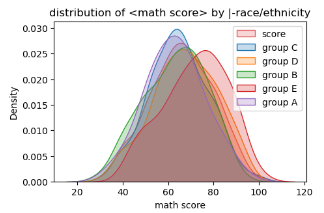 distribution of <math score> by |-race/ethnicity
0.030
0.025
0.020
0.015
0.010
0.005
0.000
Density
score
group C
group D
group B
group E
group A
20 40 60 80 100 120
math score